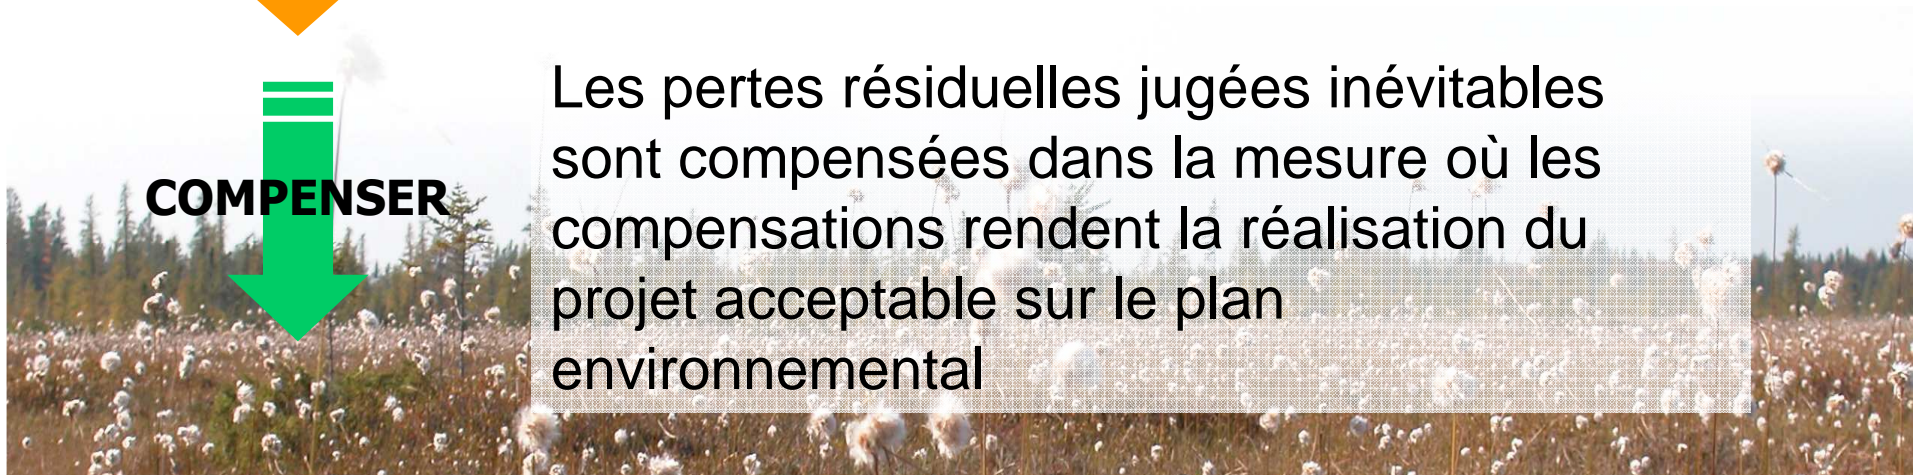 COMPENSER
Les pertes résiduelles jugées inévitables
sont compensées dans la mesure où les
compensations rendent la réalisation du
projet acceptable sur le plan
environnemental